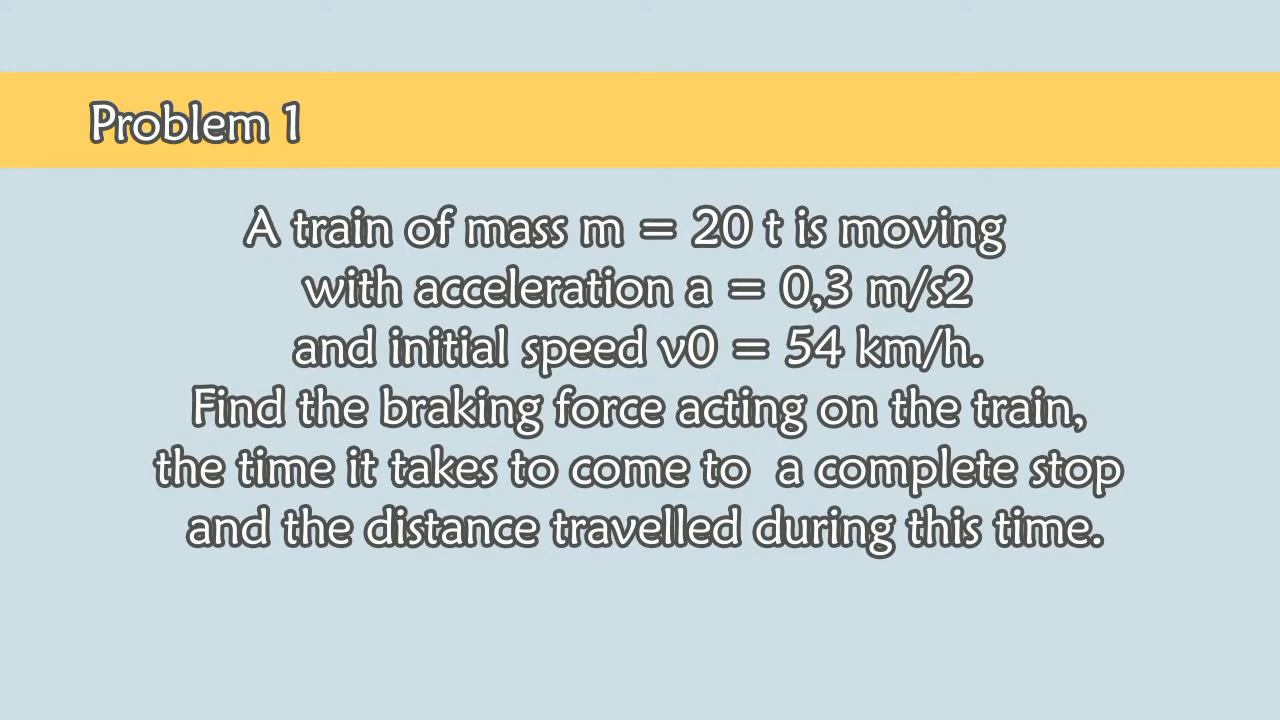 Problem 1
A train of mass m = 20 t is moving
with acceleration a = 0,3 m/s2
and initial speed v0 = 54 km/h.
Find the braking force acting on the train,
the time it takes to come to a complete stop
and the distance travelled during this time.